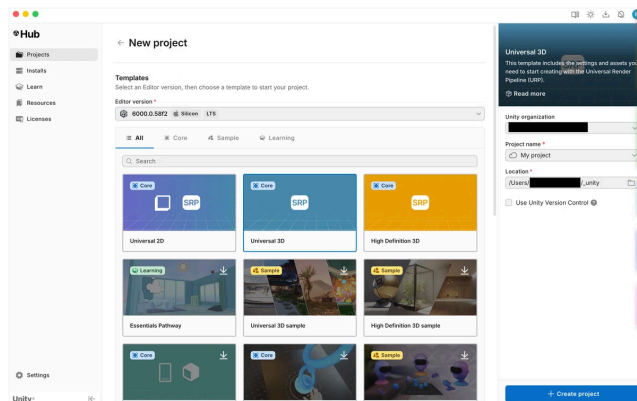 Hub
Projects
Installs
Learn
Resources
Licenses
Settings
Unity
← New project
Templates
Select an Editor version, then choose a template to start your project.
Editor version *
6000.0.58f2 Silicon LTS
All Core Sample Learning
Search
Core
SRP
Universal 2D
Core
SRP
Universal 3D
Core
SRP
High Definition 3D
Learning
Essentials Pathway
Sample
Universal 3D sample
Sample
High Definition 3D sample
Core
Core
Sample
Universal 3D
This template includes the settings and assets you
need to start creating with the Universal Render
Pipeline (URP).
Read more
Unity organization
Project name *
My project
Location *
/Users/ /_unity
Use Unity Version Control
+ Create project